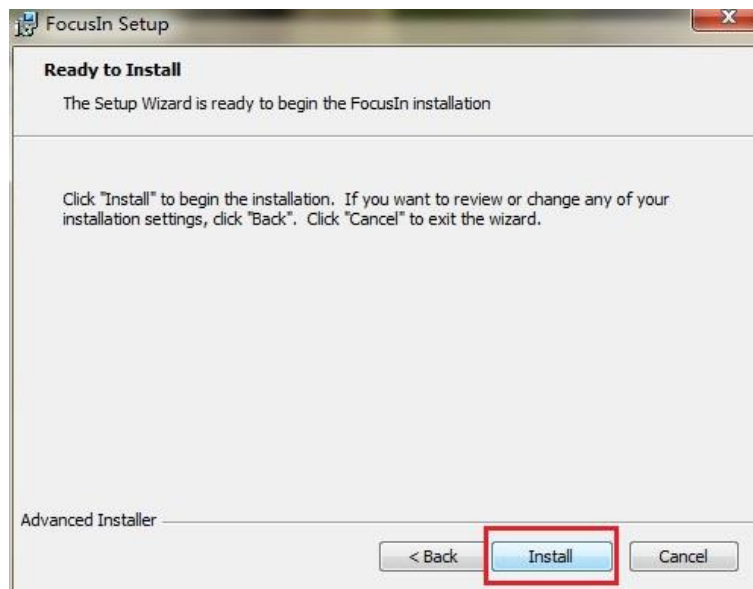 FocusIn Setup
Ready to Install
The Setup Wizard is ready to begin the FocusIn installation
Click "Install" to begin the installation. If you want to review or change any of your
installation settings, click "Back". Click "Cancel" to exit the wizard.
Advanced Installer
< Back Install Cancel